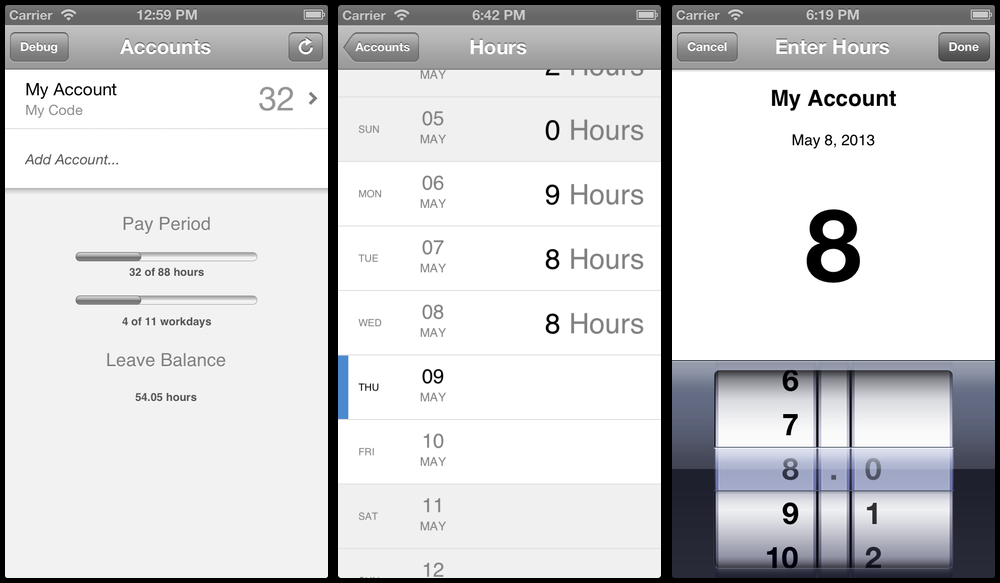 Carrier 12:59 PM
Debug Accounts
My Account
My Code
32
Add Account...
Pay Period
32 of 88 hours
4 of 11 workdays
Leave Balance
54.05 hours
Carrier 6:42 PM
Accounts Hours
MAY 2 Hours
SUN 05 MAY 0 Hours
MON 06 MAY 9 Hours
TUE 07 MAY 8 Hours
WED 08 MAY 8 Hours
THU 09 MAY
FRI 10 MAY
SAT 11 MAY
12
Carrier 6:19 PM
Cancel Enter Hours Done
My Account
May 8, 2013
8
6
7
8 . 0
9 1
10 2